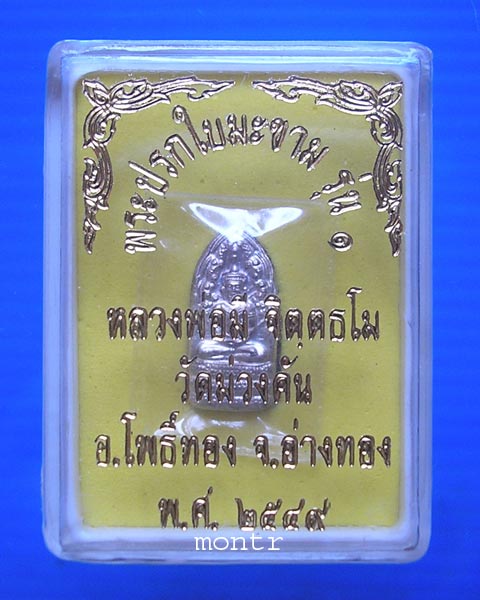 พระปรกใบมะขาม รุ่น ๑
หลวงพ่อมี จิตฺตธโม
วัดม่วงคัน
อ.โพธิ์ทอง จ.อ่างทอง
พ.ศ. ๒๕๔๙
montr